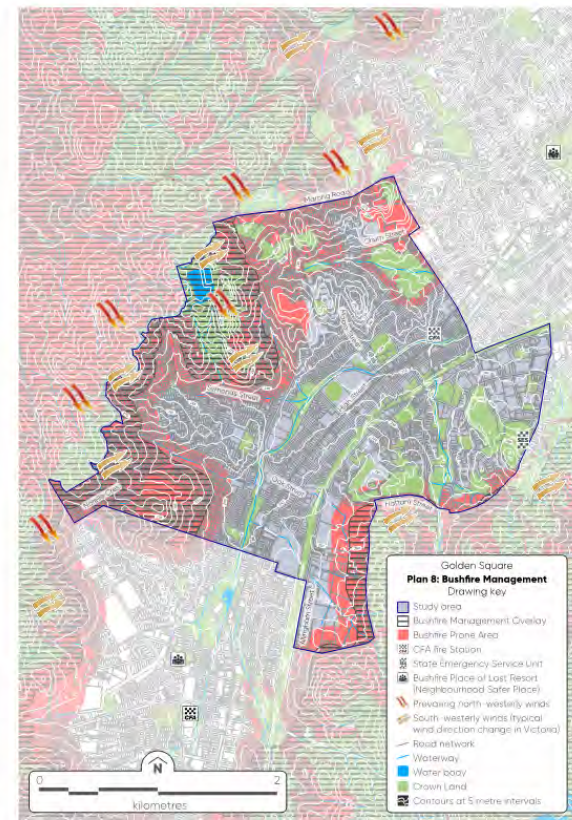 Marong Road
CFA
SES
Hattam Street
CFA
Golden Square
Plan 8: Bushfire Management
Drawing key
Study area
Bushfire Management Overlay
Bushfire Prone Area
CFA Fire Station
State Emergency Service Unit
Bushfire Place of Last Resort
(Neighbourhood Safer Place)
Prevailing north-westerly winds
South-westerly winds (typical
wind direction change in Victoria)
Road network
Waterway
Water body
Crown Land
Contours at 5 metre intervals
N
0
2
kilometres